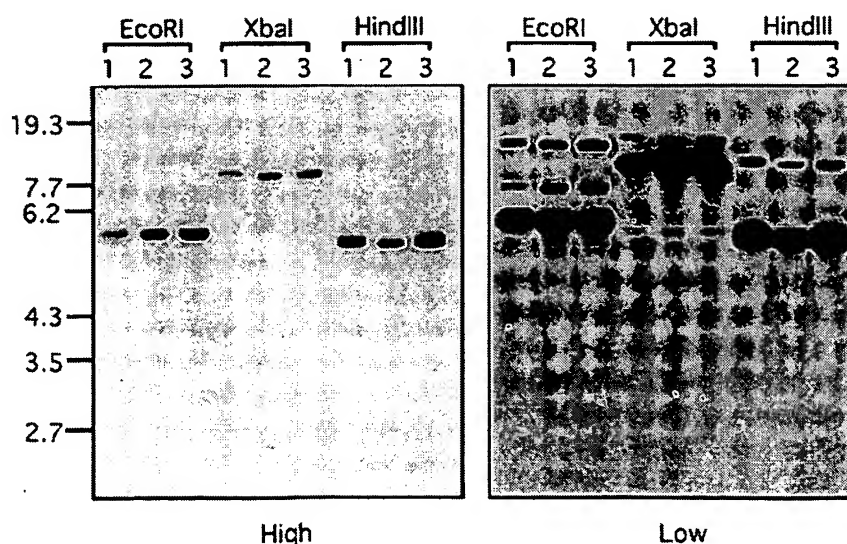 EcoRI XbaI HindIII EcoRI XbaI HindIII
1 2 3 1 2 3 1 2 3 1 2 3 1 2 3 1 2 3
19.3
7.7
6.2
4.3
3.5
2.7
High Low